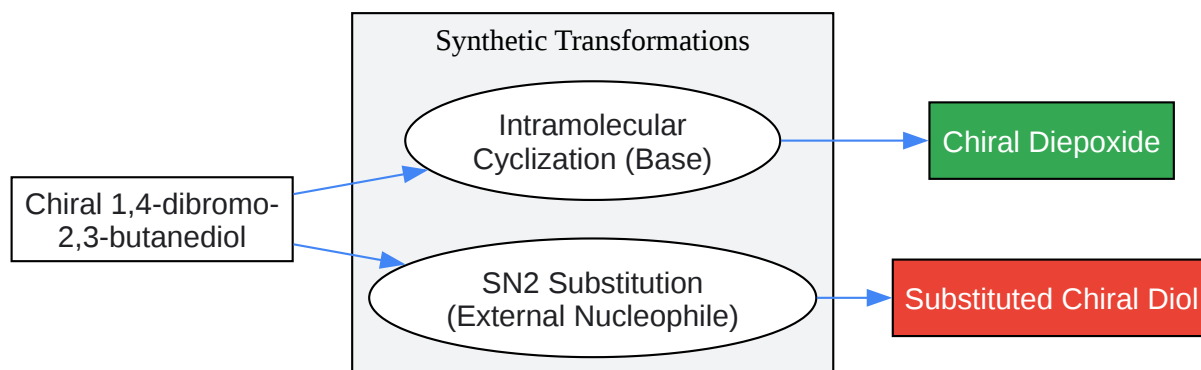 Synthetic Transformations
Intramolecular
Cyclization (Base)
Chiral Diepoxide
Chiral 1,4-dibromo-
2,3-butanediol
SN2 Substitution
(External Nucleophile)
Substituted Chiral Diol